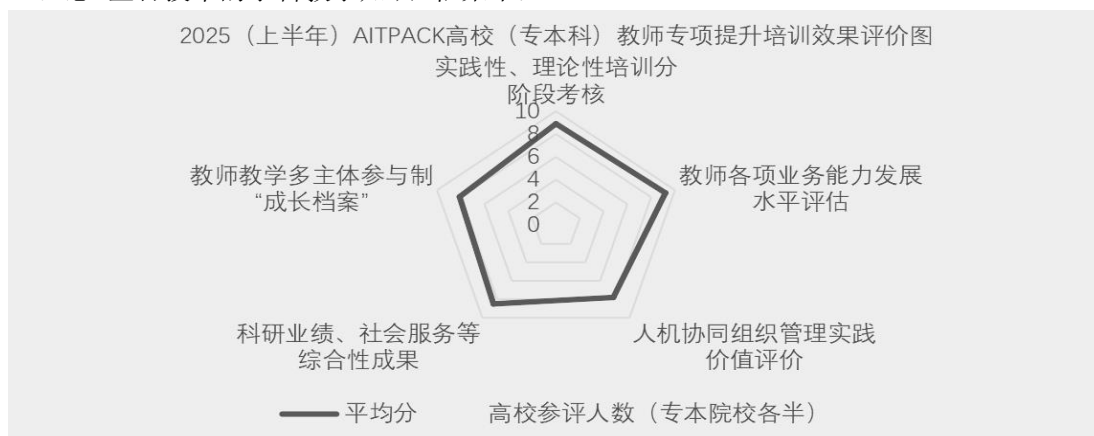 2025（上半年）AITPACK高校（专本科）教师专项提升培训效果评价图
实践性、理论性培训分
阶段考核
10
8
6
4
2
0
教师各项业务能力发展
水平评估
人机协同组织管理实践
价值评价
科研业绩、社会服务等
综合性成果
教师教学多主体参与制
“成长档案”
平均分
高校参评人数（专本院校各半）